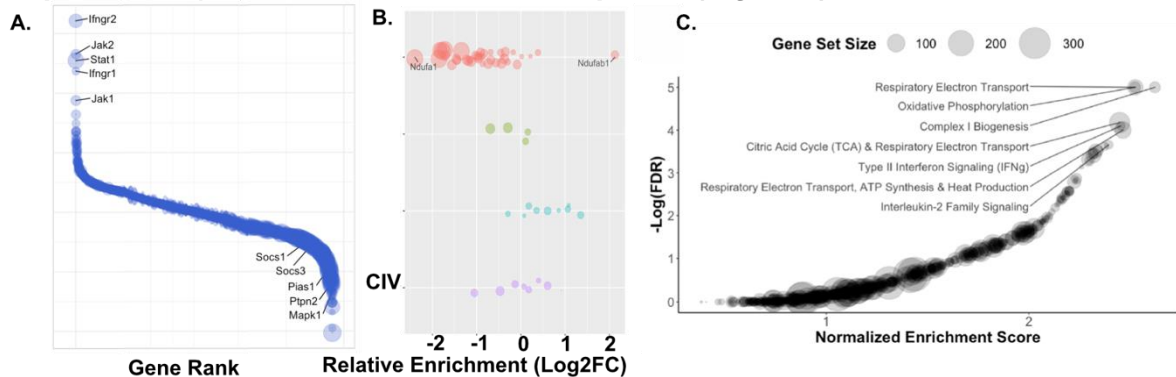 A.
Ifngr2
Jak2
Stat1
Ifngr1
Jak1
Socs1
Socs3
Pias1
Ptpn2
Mapk1
Gene Rank
B.
Ndufa1
Ndufab1
CIV
-2 -1 0 1 2
Relative Enrichment (Log2FC)
C.
Gene Set Size 100 200 300
Respiratory Electron Transport
Oxidative Phosphorylation
Complex I Biogenesis
Citric Acid Cycle (TCA) & Respiratory Electron Transport
Type II Interferon Signaling (IFNg)
Respiratory Electron Transport, ATP Synthesis & Heat Production
Interleukin-2 Family Signaling
-Log(FDR)
5
4
3
2
1
0
1 2
Normalized Enrichment Score